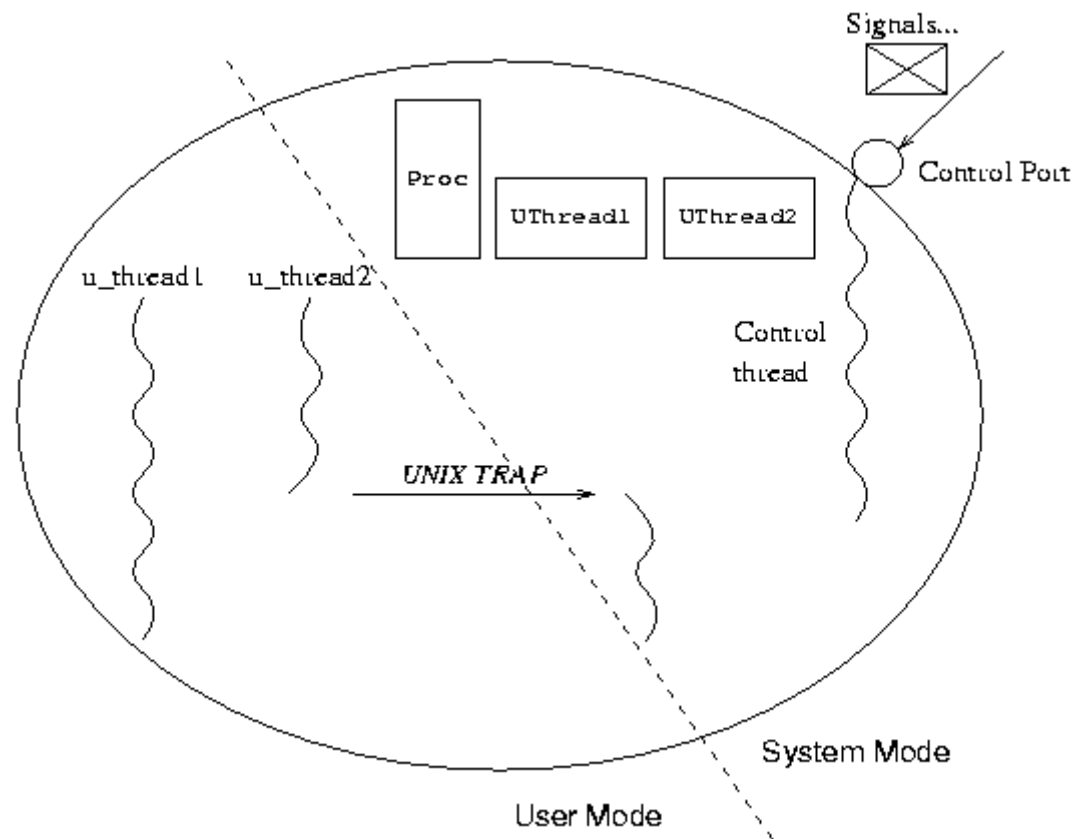 Signals...
Control Port
Proc
UThread1
UThread2
u_thread1
u_thread2
Control
thread
UNIX TRAP
System Mode
User Mode